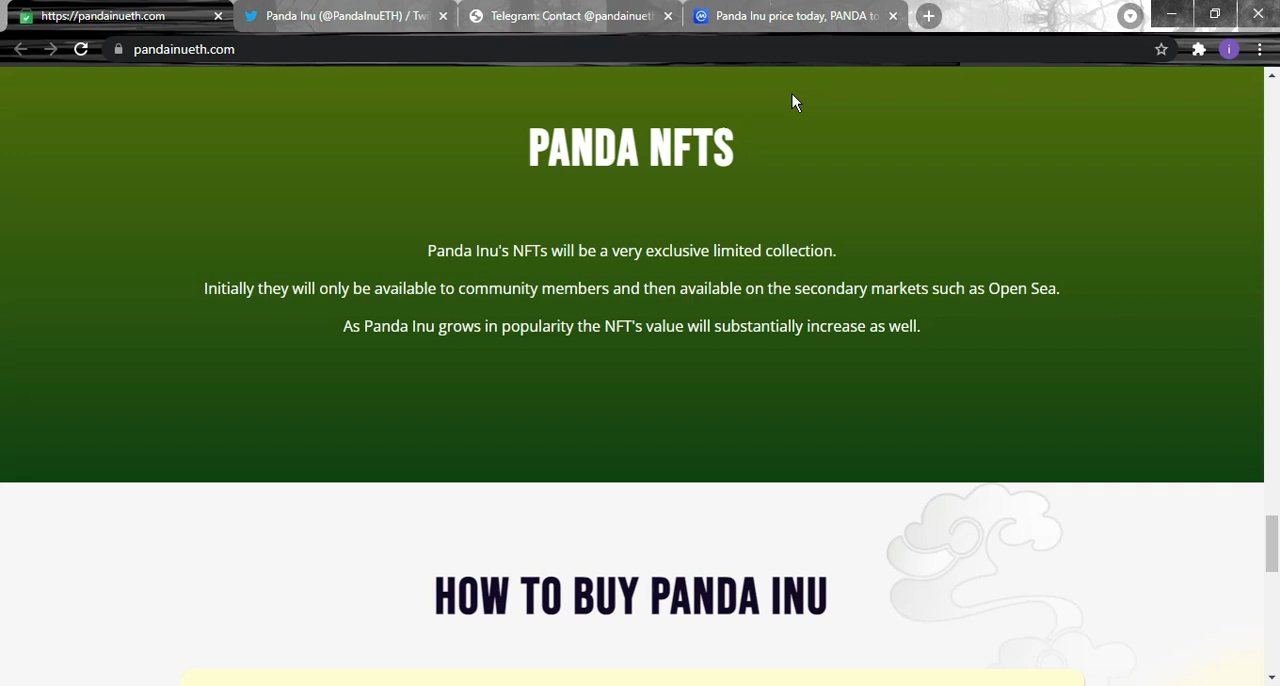 https://pandainueth.com
Panda Inu (@PandaInuETH) / Twi
Telegram: Contact @pandainueth
Panda Inu price today, PANDA to
pandainueth.com
i
PANDA NFTS
Panda Inu's NFTs will be a very exclusive limited collection.
Initially they will only be available to community members and then available on the secondary markets such as Open Sea.
As Panda Inu grows in popularity the NFT's value will substantially increase as well.
HOW TO BUY PANDA INU